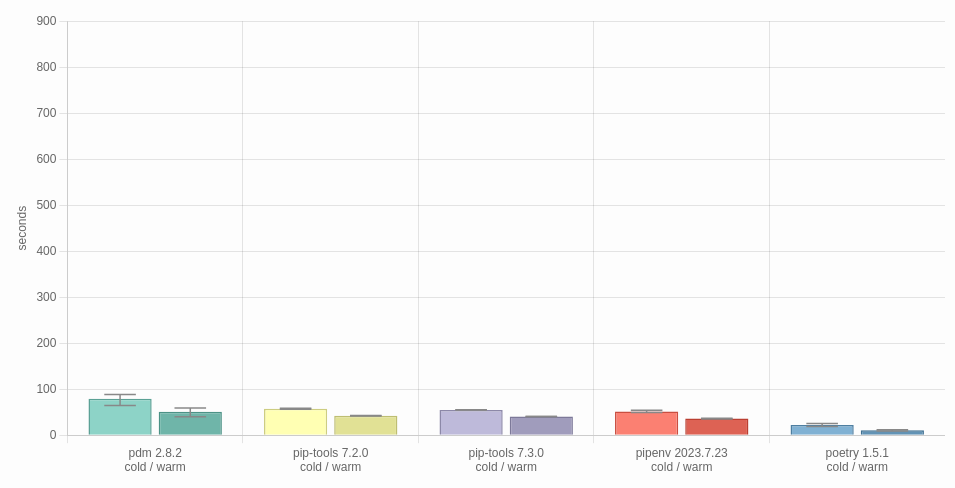 900
800
700
600
500
400
300
200
100
0
seconds
pdm 2.8.2
cold / warm
pip-tools 7.2.0
cold / warm
pip-tools 7.3.0
cold / warm
pipenv 2023.7.23
cold / warm
poetry 1.5.1
cold / warm